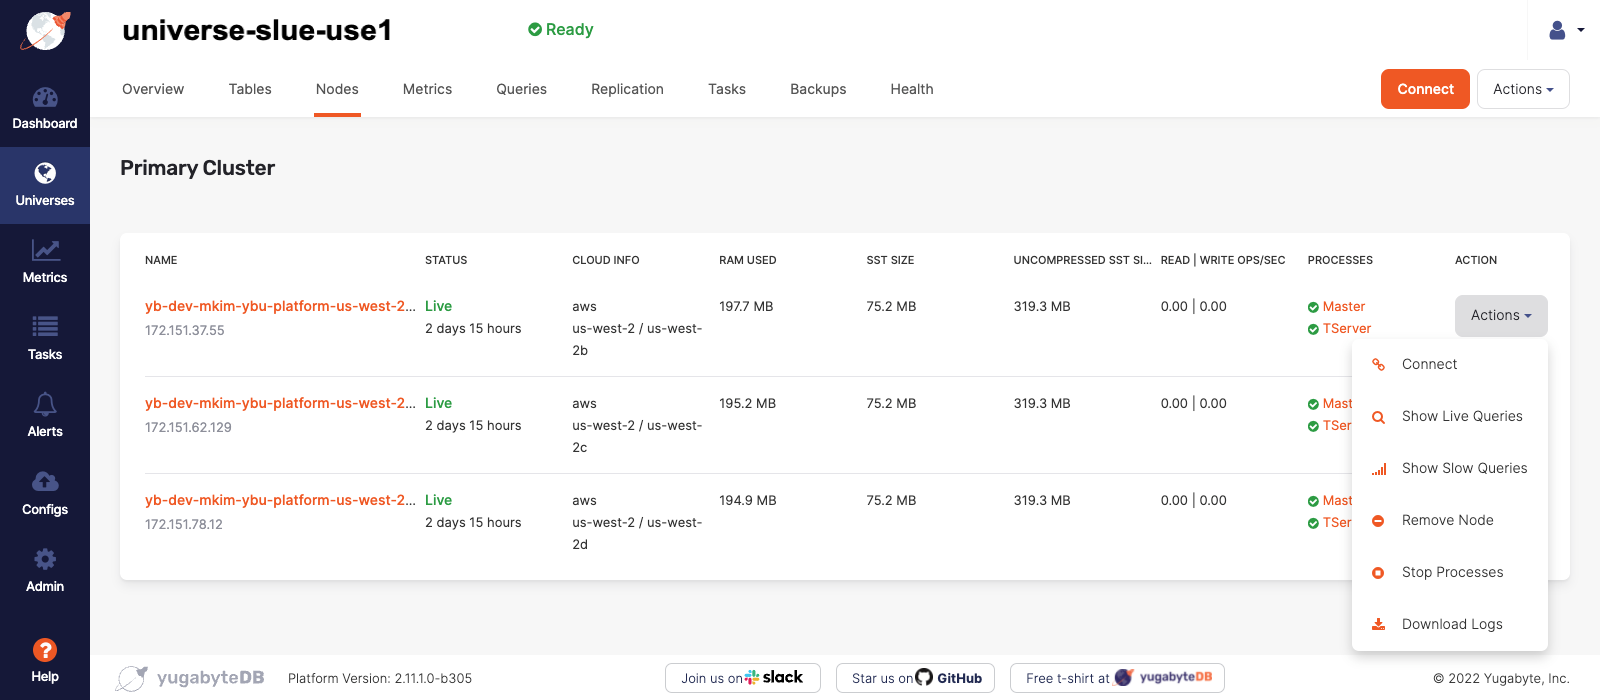 universe-slue-use1
Ready
Overview Tables Nodes Metrics Queries Replication Tasks Backups Health
Connect
Actions
Dashboard
Universes
Metrics
Tasks
Alerts
Configs
Admin
Help
Primary Cluster
NAME STATUS CLOUD INFO RAM USED SST SIZE UNCOMPRESSED SST SI... READ | WRITE OPS/SEC PROCESSES ACTION
yb-dev-mkim-ybu-platform-us-west-2... Live aws 197.7 MB 75.2 MB 319.3 MB 0.00 | 0.00 Master Actions
172.151.37.55 2 days 15 hours us-west-2 / us-west- TServer
2b
yb-dev-mkim-ybu-platform-us-west-2... Live aws 195.2 MB 75.2 MB 319.3 MB 0.00 | 0.00 Mast
172.151.62.129 2 days 15 hours us-west-2 / us-west- TSer
2c
yb-dev-mkim-ybu-platform-us-west-2... Live aws 194.9 MB 75.2 MB 319.3 MB 0.00 | 0.00 Mast
172.151.78.12 2 days 15 hours us-west-2 / us-west- TSer
2d
Connect
Show Live Queries
Show Slow Queries
Remove Node
Stop Processes
Download Logs
yugabyteDB Platform Version: 2.11.1.0-b305 Join us on slack Star us on GitHub Free t-shirt at yugabyteDB © 2022 Yugabyte, Inc.